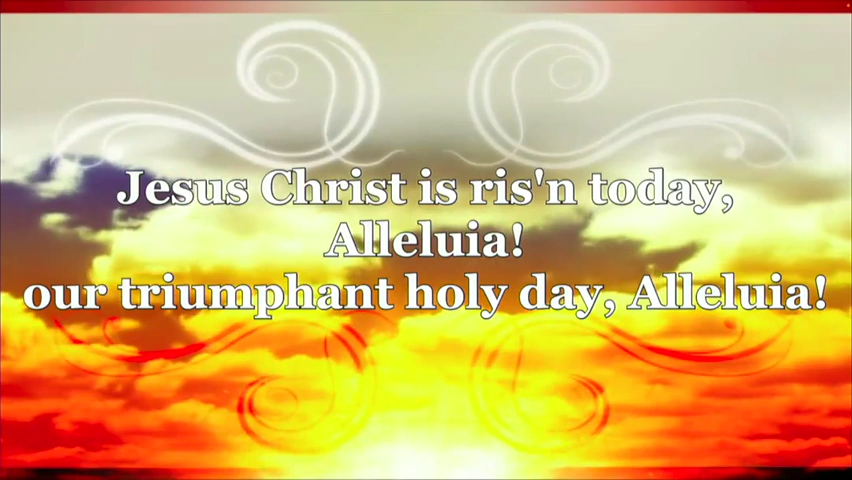 Jesus Christ is ris'n today,
Alleluia!
our triumphant holy day, Alleluia!